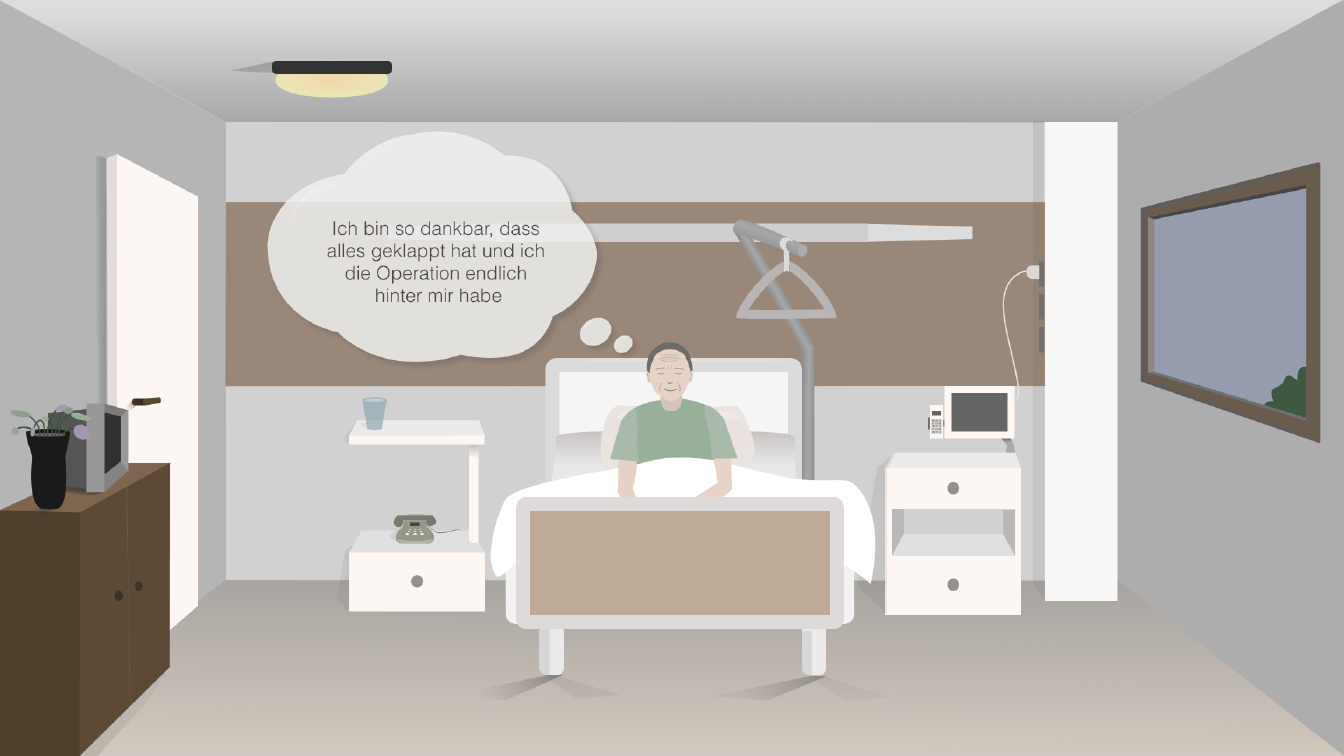 Ich bin so dankbar, dass
alles geklappt hat und ich
die Operation endlich
hinter mir habe